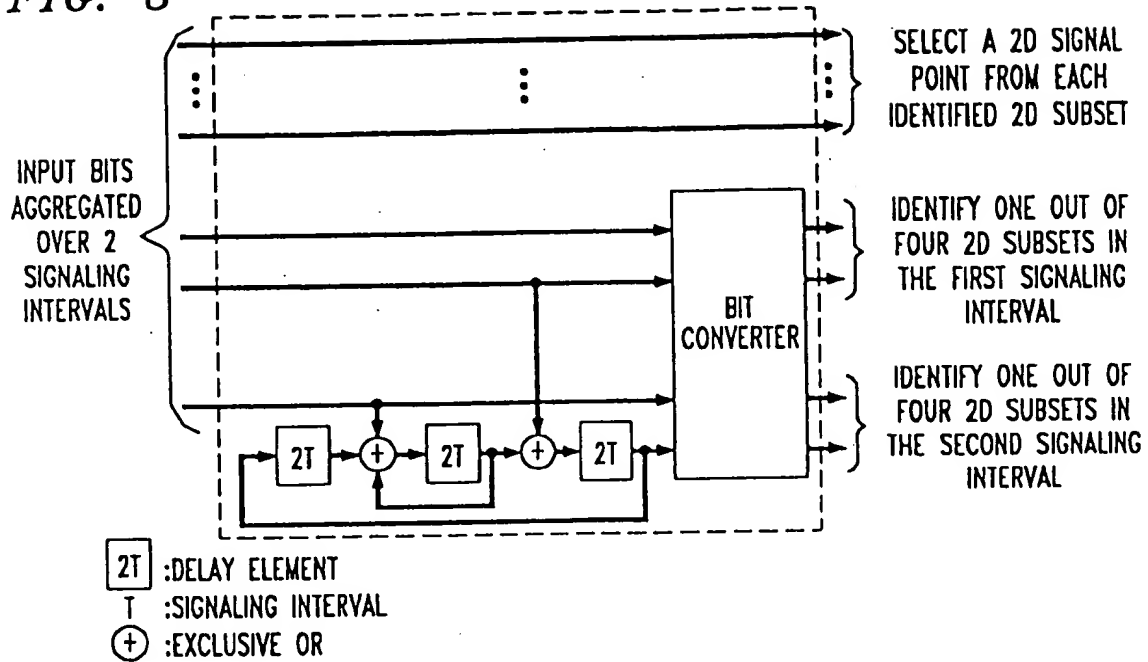 FIG. 8
SELECT A 2D SIGNAL
POINT FROM EACH
IDENTIFIED 2D SUBSET
INPUT BITS
AGGREGATED
OVER 2
SIGNALING
INTERVALS
IDENTIFY ONE OUT OF
FOUR 2D SUBSETS IN
THE FIRST SIGNALING
INTERVAL
BIT
CONVERTER
IDENTIFY ONE OUT OF
FOUR 2D SUBSETS IN
THE SECOND SIGNALING
INTERVAL
2T + 2T + 2T
2T :DELAY ELEMENT
T :SIGNALING INTERVAL
+ :EXCLUSIVE OR